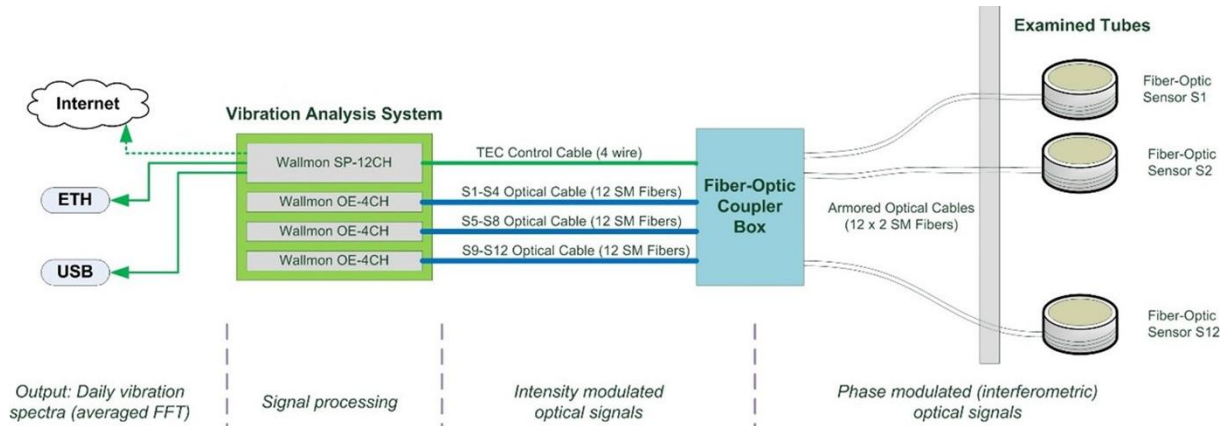 Internet
ETH
USB
Vibration Analysis System
Wallmon SP-12CH
Wallmon OE-4CH
Wallmon OE-4CH
Wallmon OE-4CH
TEC Control Cable (4 wire)
S1-S4 Optical Cable (12 SM Fibers)
S5-S8 Optical Cable (12 SM Fibers)
S9-S12 Optical Cable (12 SM Fibers)
Fiber-Optic
Coupler
Box
Armored Optical Cables
(12 x 2 SM Fibers)
Examined Tubes
Fiber-Optic
Sensor S1
Fiber-Optic
Sensor S2
Fiber-Optic
Sensor S12
Output: Daily vibration
spectra (averaged FFT)
Signal processing
Intensity modulated
optical signals
Phase modulated (interferometric)
optical signals